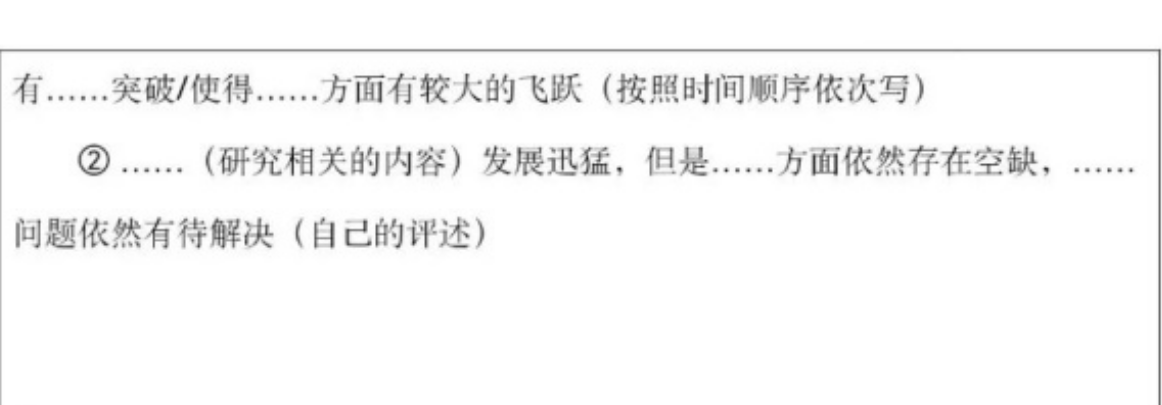 有……突破/使得……方面有较大的飞跃（按照时间顺序依次写）
② ……（研究相关的内容）发展迅猛，但是……方面依然存在空缺，……
问题依然有待解决（自己的评述）